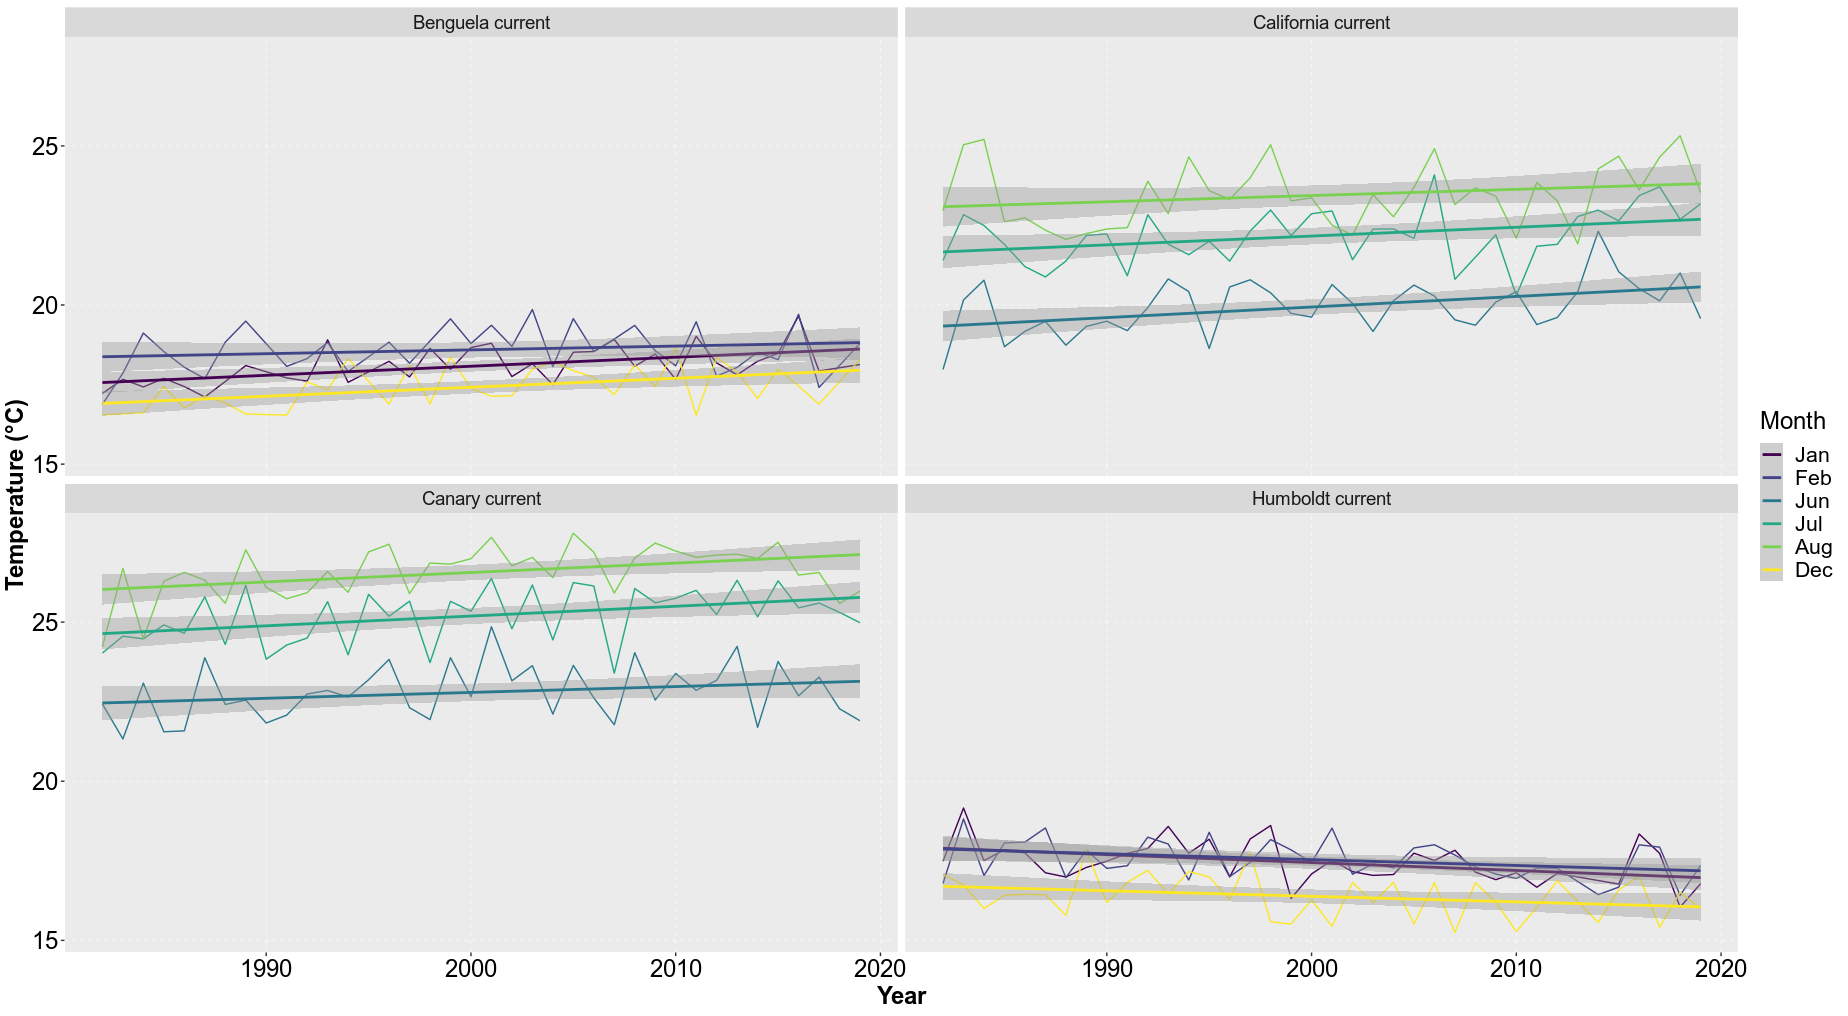 Benguela current
California current
25
20
15
Canary current
Humboldt current
25
20
15
1990
2000
2010
2020
1990
2000
2010
2020
Year
Temperature (°C)
Month
Jan
Feb
Jun
Jul
Aug
Dec